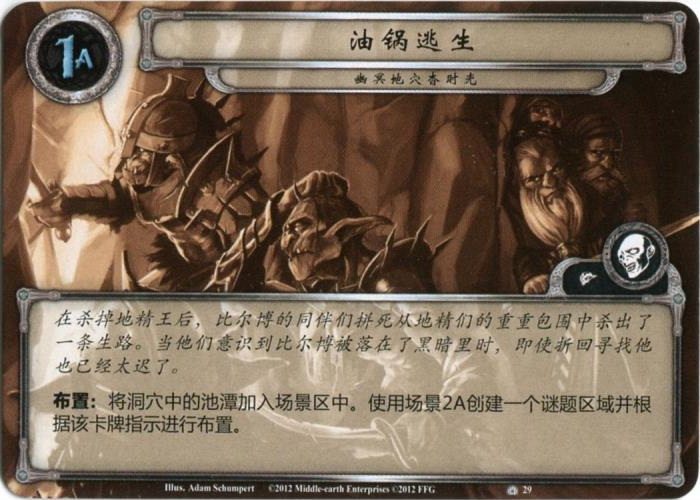 1A
油锅逃生
幽冥地穴杳时光
在杀掉地精王后，比尔博的同伴们拼死从地精们的重重包围中杀出了
一条生路。当他们意识到比尔博被落在了黑暗里时，即使折回寻找他
也已经太迟了。
布置：将洞穴中的池潭加入场景区中。使用场景2A创建一个谜题区域并根
据该卡牌指示进行布置。
Illus. Adam Schumpert ©2012 Middle-earth Enterprises ©2012 FFG 29